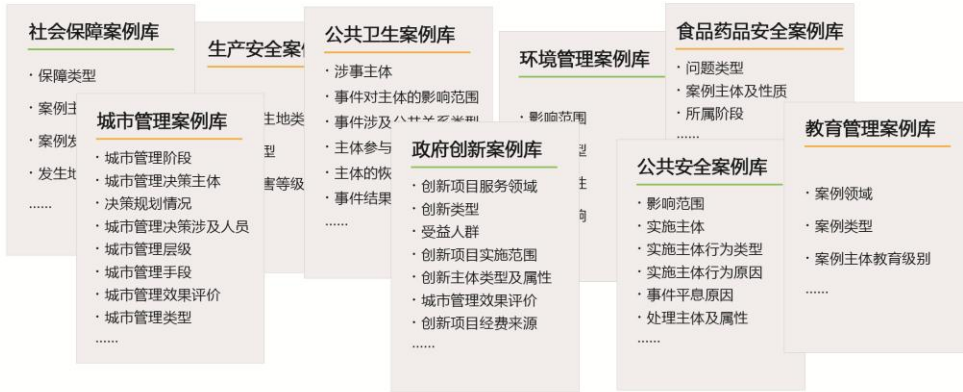 社会保障案例库
· 保障类型
· 案例主
· 案例发
· 发生地
......
城市管理案例库
· 城市管理阶段
· 城市管理决策主体
· 决策规划情况
· 城市管理决策涉及人员
· 城市管理层级
· 城市管理手段
· 城市管理效果评价
· 城市管理类型
......
生产安全案
生地类
型
害等级
公共卫生案例库
· 涉事主体
· 事件对主体的影响范围
· 事件涉及公共关系类型
· 主体参与
· 主体的恢
· 事件结果
......
政府创新案例库
· 创新项目服务领域
· 创新类型
· 受益人群
· 创新项目实施范围
· 创新主体类型及属性
· 城市管理效果评价
· 创新项目经费来源
......
环境管理案例库
· 影响范围
型
性
响
食品药品安全案例库
· 问题类型
· 案例主体及性质
· 所属阶段
......
公共安全案例库
· 影响范围
· 实施主体
· 实施主体行为类型
· 实施主体行为原因
· 事件平息原因
· 处理主体及属性
......
教育管理案例库
· 案例领域
· 案例类型
· 案例主体教育级别
......